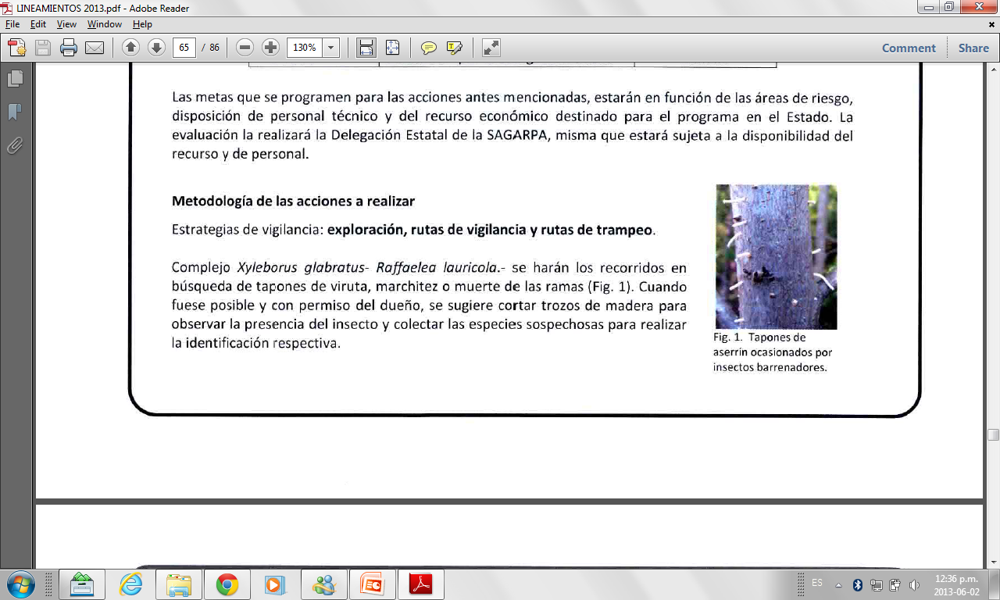 LINEAMIENTOS 2013.pdf - Adobe Reader
File Edit View Window Help
65 / 86 130% Comment Share
Las metas que se programen para las acciones antes mencionadas, estarán en función de las áreas de riesgo,
disposición de personal técnico y del recurso económico destinado para el programa en el Estado. La
evaluación la realizará la Delegación Estatal de la SAGARPA, misma que estará sujeta a la disponibilidad del
recurso y de personal.
Metodología de las acciones a realizar
Estrategias de vigilancia: exploración, rutas de vigilancia y rutas de trampeo.
Complejo Xyleborus glabratus- Raffaelea lauricola.- se harán los recorridos en
búsqueda de tapones de viruta, marchitez o muerte de las ramas (Fig. 1). Cuando
fuese posible y con permiso del dueño, se sugiere cortar trozos de madera para
observar la presencia del insecto y colectar las especies sospechosas para realizar
la identificación respectiva.
Fig. 1. Tapones de
aserrín ocasionados por
insectos barrenadores.
ES
12:36 p.m.
2013-06-02